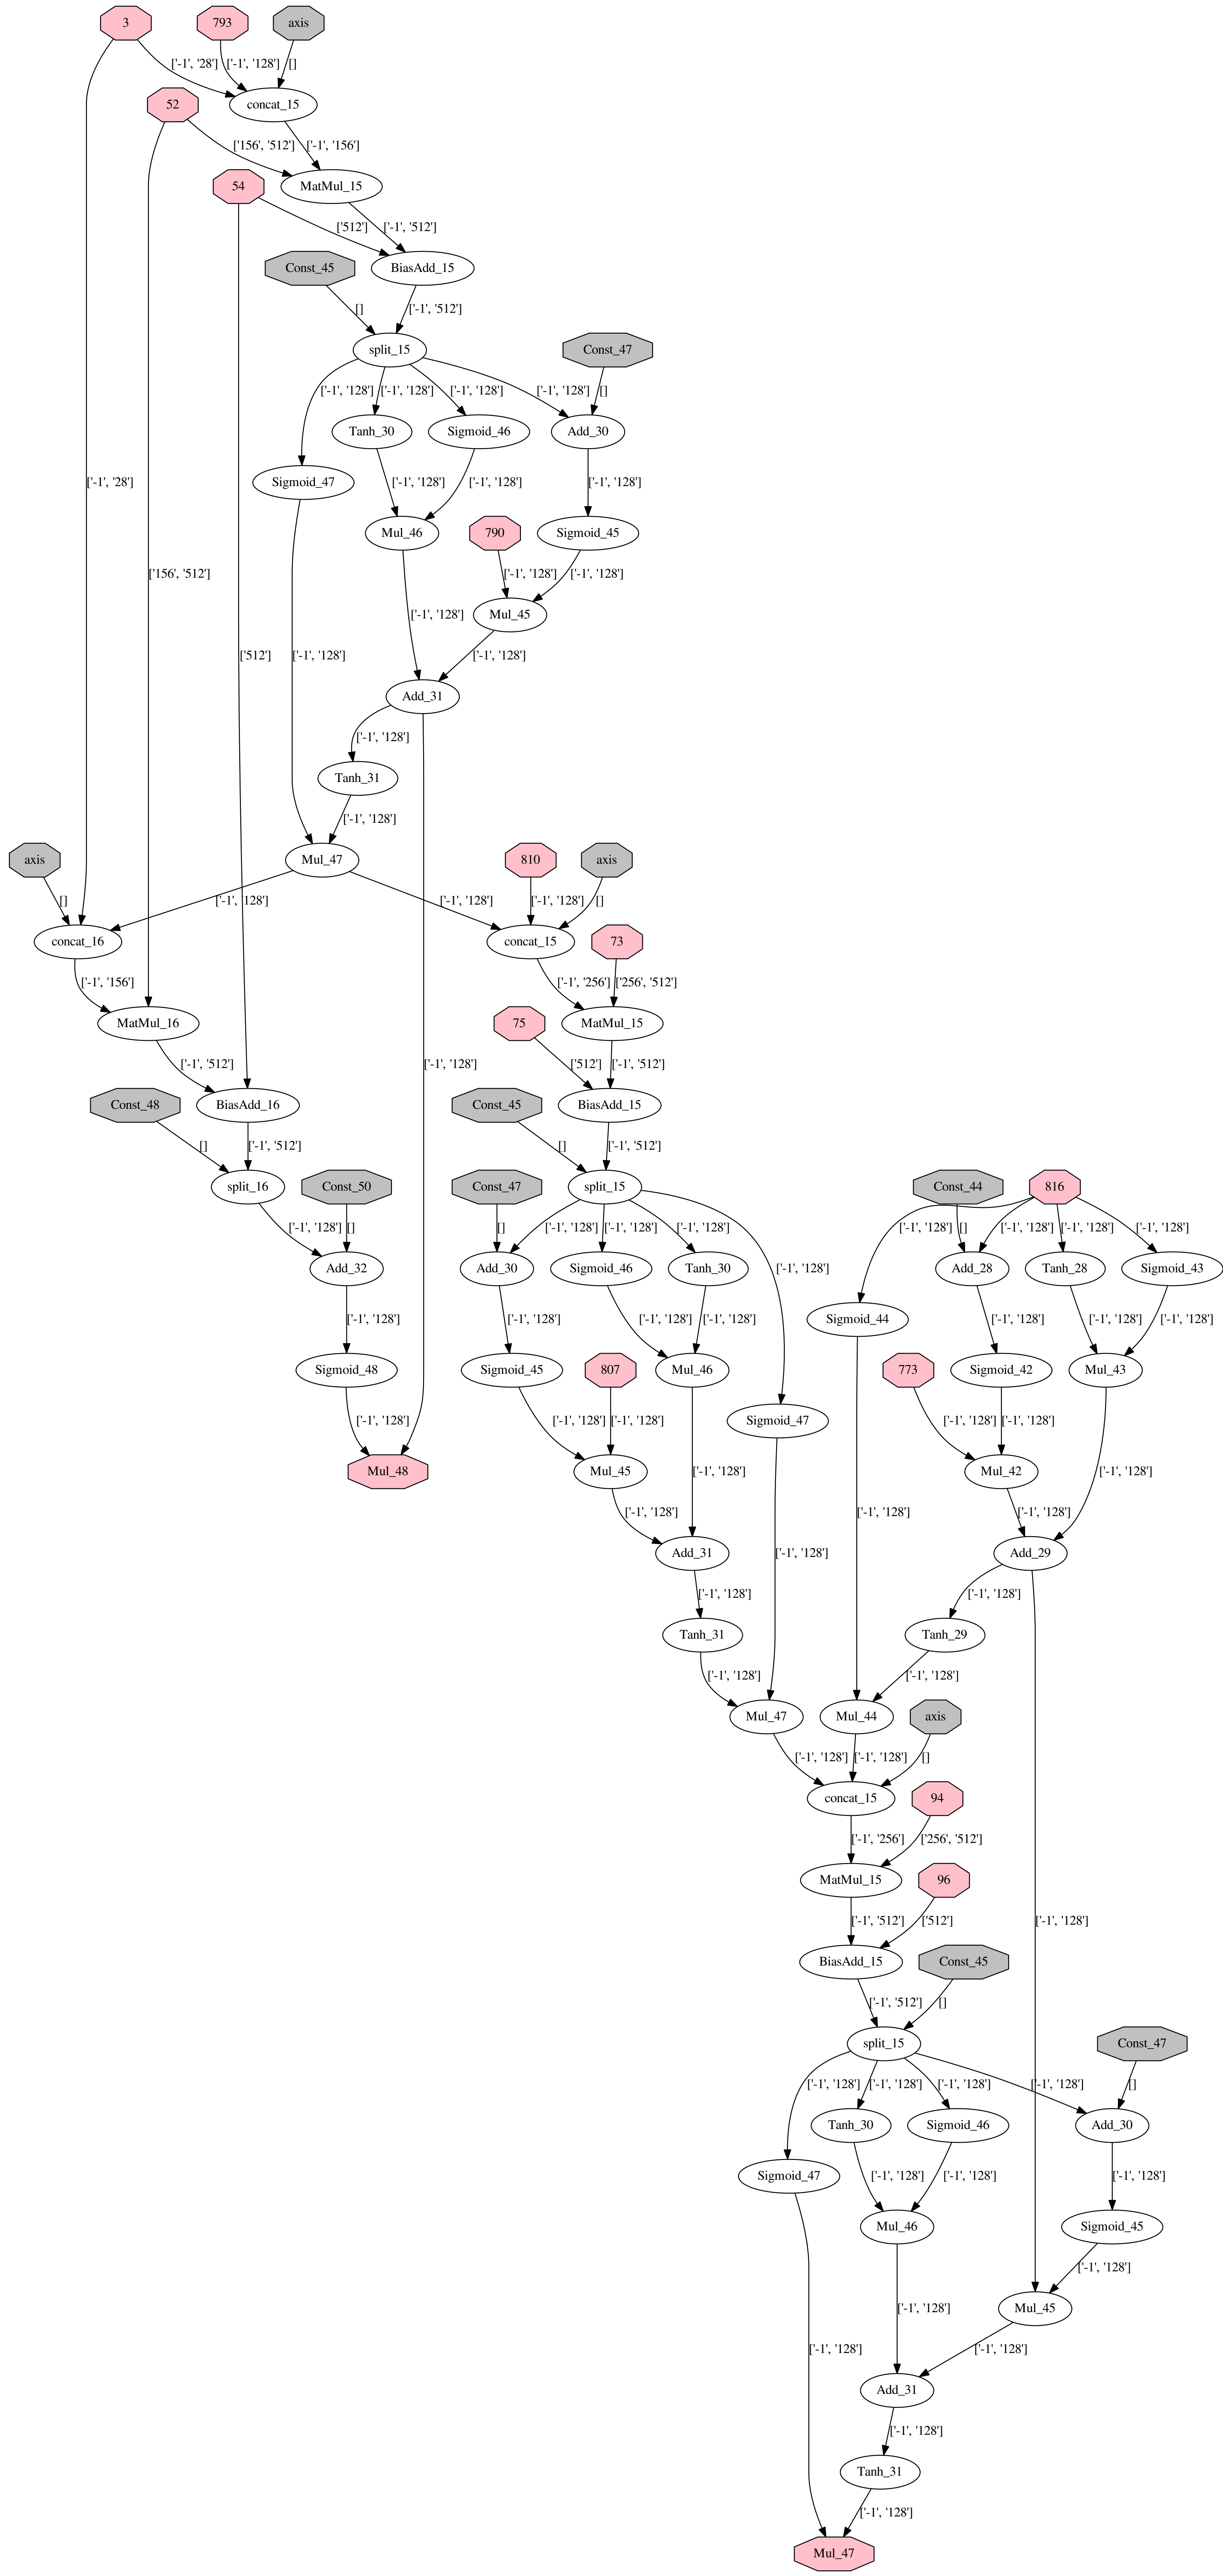 3 793 axis
['-1', '28'] ['-1', '128'] []
52 concat_15
['156', '512'] ['-1', '156']
54 MatMul_15
['512'] ['-1', '512']
Const_45 BiasAdd_15
[] ['-1', '512']
split_15 Const_47
['-1', '128'] ['-1', '128'] ['-1', '128'] ['-1', '128'] []
Tanh_30 Sigmoid_46 Add_30
['-1', '28'] Sigmoid_47 ['-1', '128'] ['-1', '128'] ['-1', '128']
Mul_46 790 Sigmoid_45
['156', '512'] ['-1', '128'] ['-1', '128']
['-1', '128'] Mul_45
['512'] ['-1', '128'] ['-1', '128']
Add_31
['-1', '128']
Tanh_31
['-1', '128']
axis Mul_47 810 axis
[] ['-1', '128'] ['-1', '128'] ['-1', '128'] []
concat_16 concat_15 73
['-1', '156'] ['-1', '256'] ['256', '512']
MatMul_16 75 MatMul_15
['-1', '512'] ['-1', '128'] ['512'] ['-1', '512']
Const_48 BiasAdd_16 Const_45 BiasAdd_15
[] ['-1', '512'] [] ['-1', '512']
split_16 Const_50 Const_47 split_15 Const_44 816
['-1', '128'] [] [] ['-1', '128'] ['-1', '128'] ['-1', '128'] ['-1', '128'] [] ['-1', '128'] ['-1', '128'] ['-1', '128']
Add_32 Add_30 Sigmoid_46 Tanh_30 ['-1', '128'] Add_28 Tanh_28 Sigmoid_43
['-1', '128'] ['-1', '128'] ['-1', '128'] ['-1', '128'] Sigmoid_44 ['-1', '128'] ['-1', '128'] ['-1', '128']
Sigmoid_48 Sigmoid_45 807 Mul_46 773 Sigmoid_42 Mul_43
['-1', '128'] ['-1', '128'] ['-1', '128'] Sigmoid_47 ['-1', '128'] ['-1', '128']
Mul_48 Mul_45 ['-1', '128'] Mul_42 ['-1', '128']
['-1', '128'] ['-1', '128'] ['-1', '128']
Add_31 ['-1', '128'] Add_29
['-1', '128'] ['-1', '128']
Tanh_31 Tanh_29
['-1', '128'] ['-1', '128']
Mul_47 Mul_44 axis
['-1', '128'] ['-1', '128'] []
concat_15 94
['-1', '256'] ['256', '512']
MatMul_15 96
['-1', '512'] ['512'] ['-1', '128']
BiasAdd_15 Const_45
['-1', '512'] []
split_15 Const_47
['-1', '128'] ['-1', '128'] ['-1', '128'] ['-1', '128'] []
Tanh_30 Sigmoid_46 Add_30
Sigmoid_47 ['-1', '128'] ['-1', '128'] ['-1', '128']
Mul_46 Sigmoid_45
['-1', '128']
['-1', '128'] Mul_45
['-1', '128'] ['-1', '128']
Add_31
['-1', '128']
Tanh_31
['-1', '128']
Mul_47